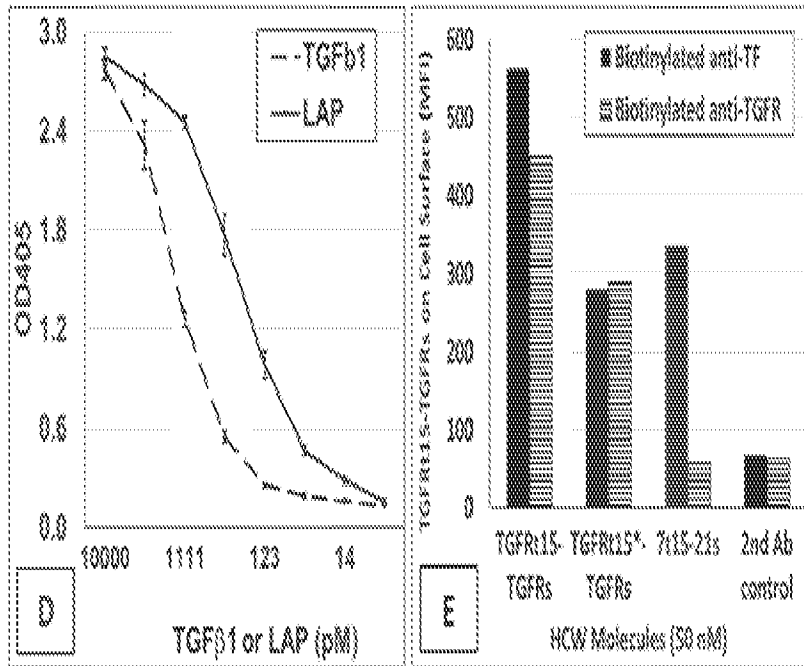 3.0
2.4
1.8
1.2
0.6
0.0
OD405
TGFb1
LAP
10000 1111 123 14
D
TGFβ1 or LAP (pM)
600
500
400
300
200
100
0
TGFRt15-TGFRs on Cell Surface (MFI)
Biotinylated anti-TF
Biotinylated anti-TGFR
TGFRt15-TGFRs
TGFRt15*-TGFRs
7t15-21s
2nd Ab control
E
HCW Molecules (50 nM)